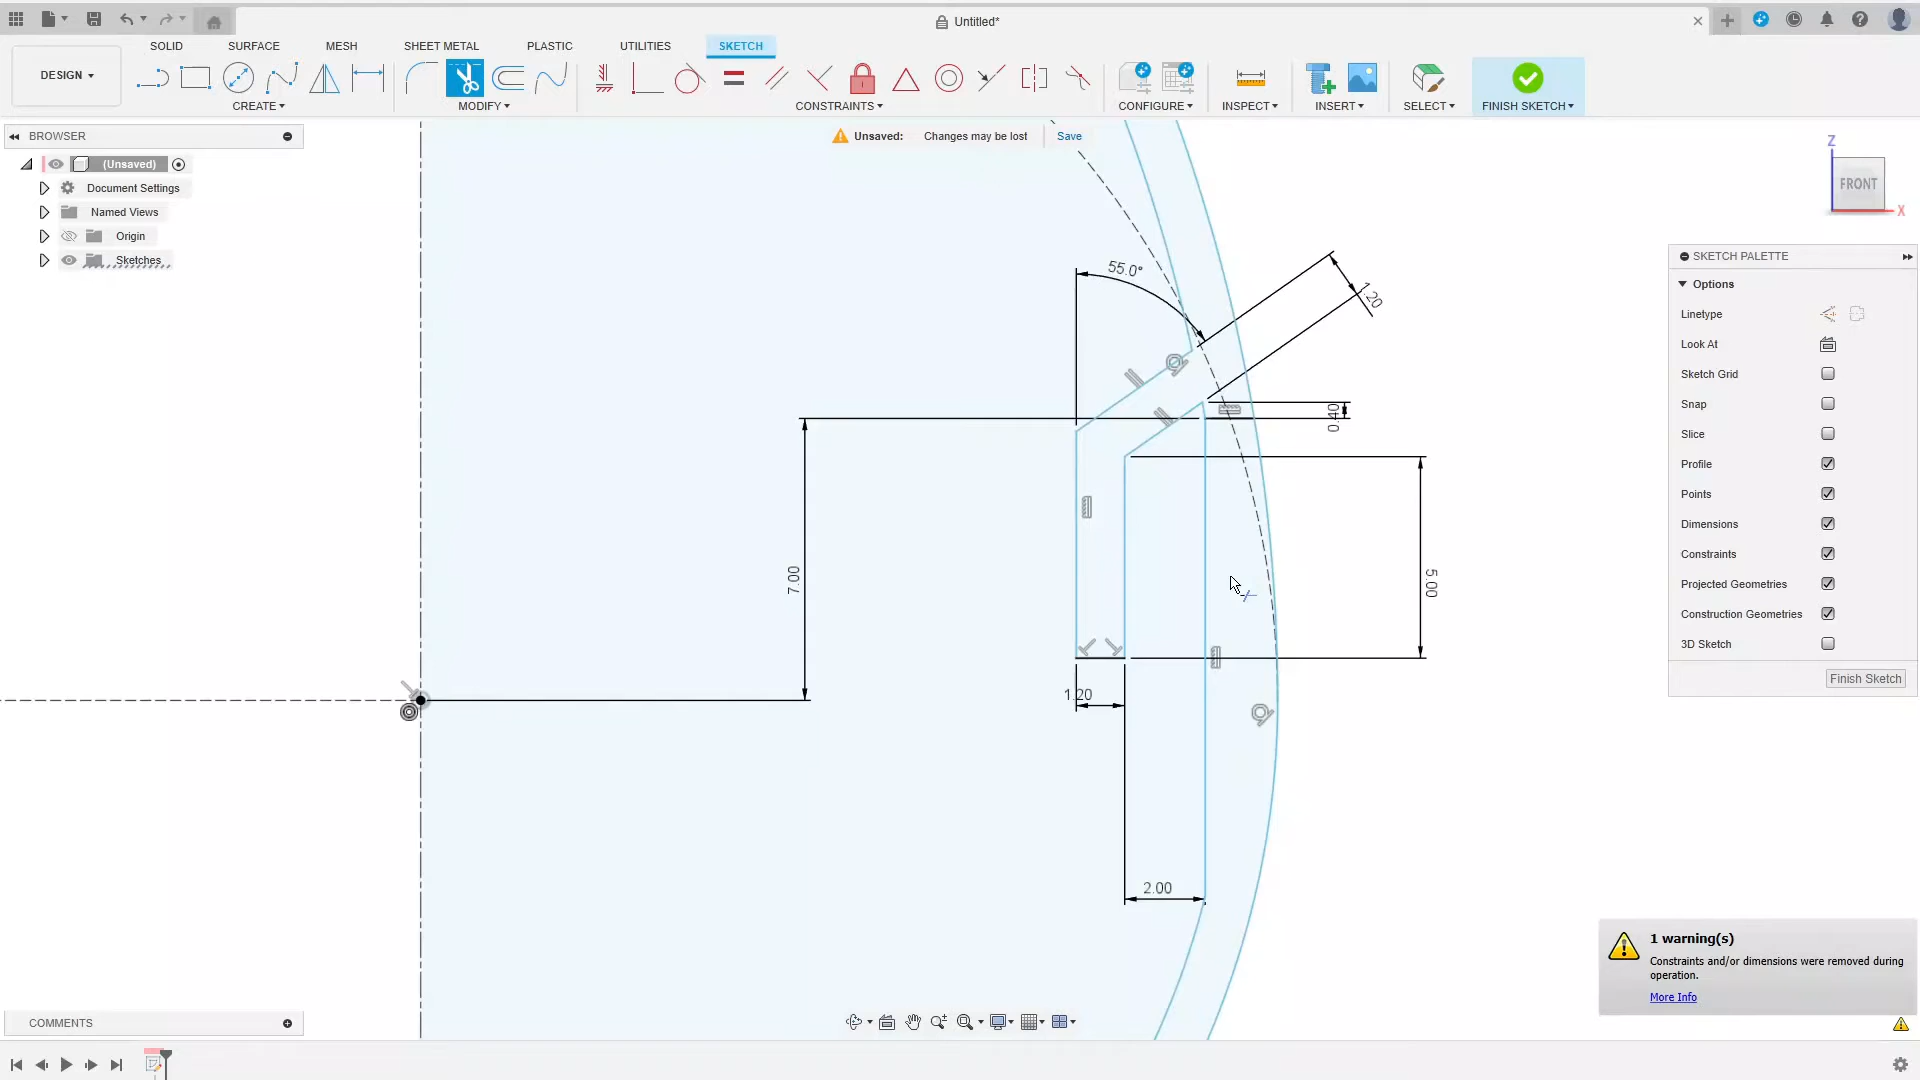 Untitled*
DESIGN
SOLID
SURFACE
MESH
SHEET METAL
PLASTIC
UTILITIES
SKETCH
CREATE
MODIFY
CONSTRAINTS
CONFIGURE
INSPECT
INSERT
SELECT
FINISH SKETCH
BROWSER
(Unsaved)
Document Settings
Named Views
Origin
Sketches
Unsaved: Changes may be lost Save
Z
FRONT
X
55.0°
1.20
0.40
7.00
5.00
1.20
2.00
SKETCH PALETTE
Options
Linetype
Look At
Sketch Grid
Snap
Slice
Profile
Points
Dimensions
Constraints
Projected Geometries
Construction Geometries
3D Sketch
Finish Sketch
1 warning(s)
Constraints and/or dimensions were removed during
operation.
More Info
COMMENTS